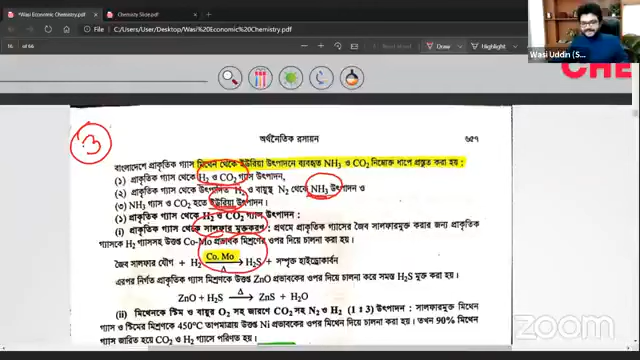 *Wasi Economic Chemistry.pdf
Chemistry Slide.pdf
File
C:/Users/User/Desktop/Wasi%20Economic%20Chemistry.pdf
16 of 66
Draw
Highlight
Wasi Uddin (S...
CHE
3
অর্থনৈতিক রসায়ন
৬৫৭
বাংলাদেশে প্রাকৃতিক গ্যাস মিথেন থেকে ইউরিয়া উৎপাদনে ব্যবহৃত NH3 ও CO2 নিম্নোক্ত ধাপে প্রস্তুত করা হয় :
(১) প্রাকৃতিক গ্যাস থেকে H2 ও CO2 গ্যাস উৎপাদন,
(২) প্রাকৃতিক গ্যাস থেকে উৎপাদিত H2 ও বায়ুস্থ N2 থেকে NH3 উৎপাদন ও
(৩) NH3 গ্যাস ও CO2 হতে ইউরিয়া উৎপাদন।
১) প্রাকৃতিক গ্যাস থেকে H2 ও CO2 গ্যাস উৎপাদন :
(i) প্রাকৃতিক গ্যাসকে সালফার মুক্তকরণ : প্রথমে প্রাকৃতিক গ্যাসের জৈব সালফারমুক্ত করার জন্য প্রাকৃতিক
গ্যাসকে H2 গ্যাসসহ উত্তপ্ত Co-Mo প্রভাবক মিশ্রণের ওপর দিয়ে চালনা করা হয়।
জৈব সালফার যৌগ + H2 Co. Mo → Δ H2S + সম্পৃক্ত হাইড্রোকার্বন
এরপর নির্গত প্রাকৃতিক গ্যাস মিশ্রণকে উত্তপ্ত ZnO প্রভাবকের ওপর দিয়ে চালনা করে সমস্ত H2S মুক্ত করা হয়।
ZnO + H2S Δ → ZnS + H2O
(ii) মিথেনকে স্টিম ও বায়ুর O2 সহ জারণে CO2 সহ N2 ও H2 (1 : 3) উৎপাদন : সালফারমুক্ত মিথেন
গ্যাস ও স্টিমের মিশ্রণকে 450°C তাপমাত্রায় উত্তপ্ত Ni প্রভাবকের ওপর দিয়ে চালনা করা হয়। তখন 90% মিথেন
গ্যাস জারিত হয়ে CO2 ও H2 গ্যাসে পরিণত হয়।
zoom